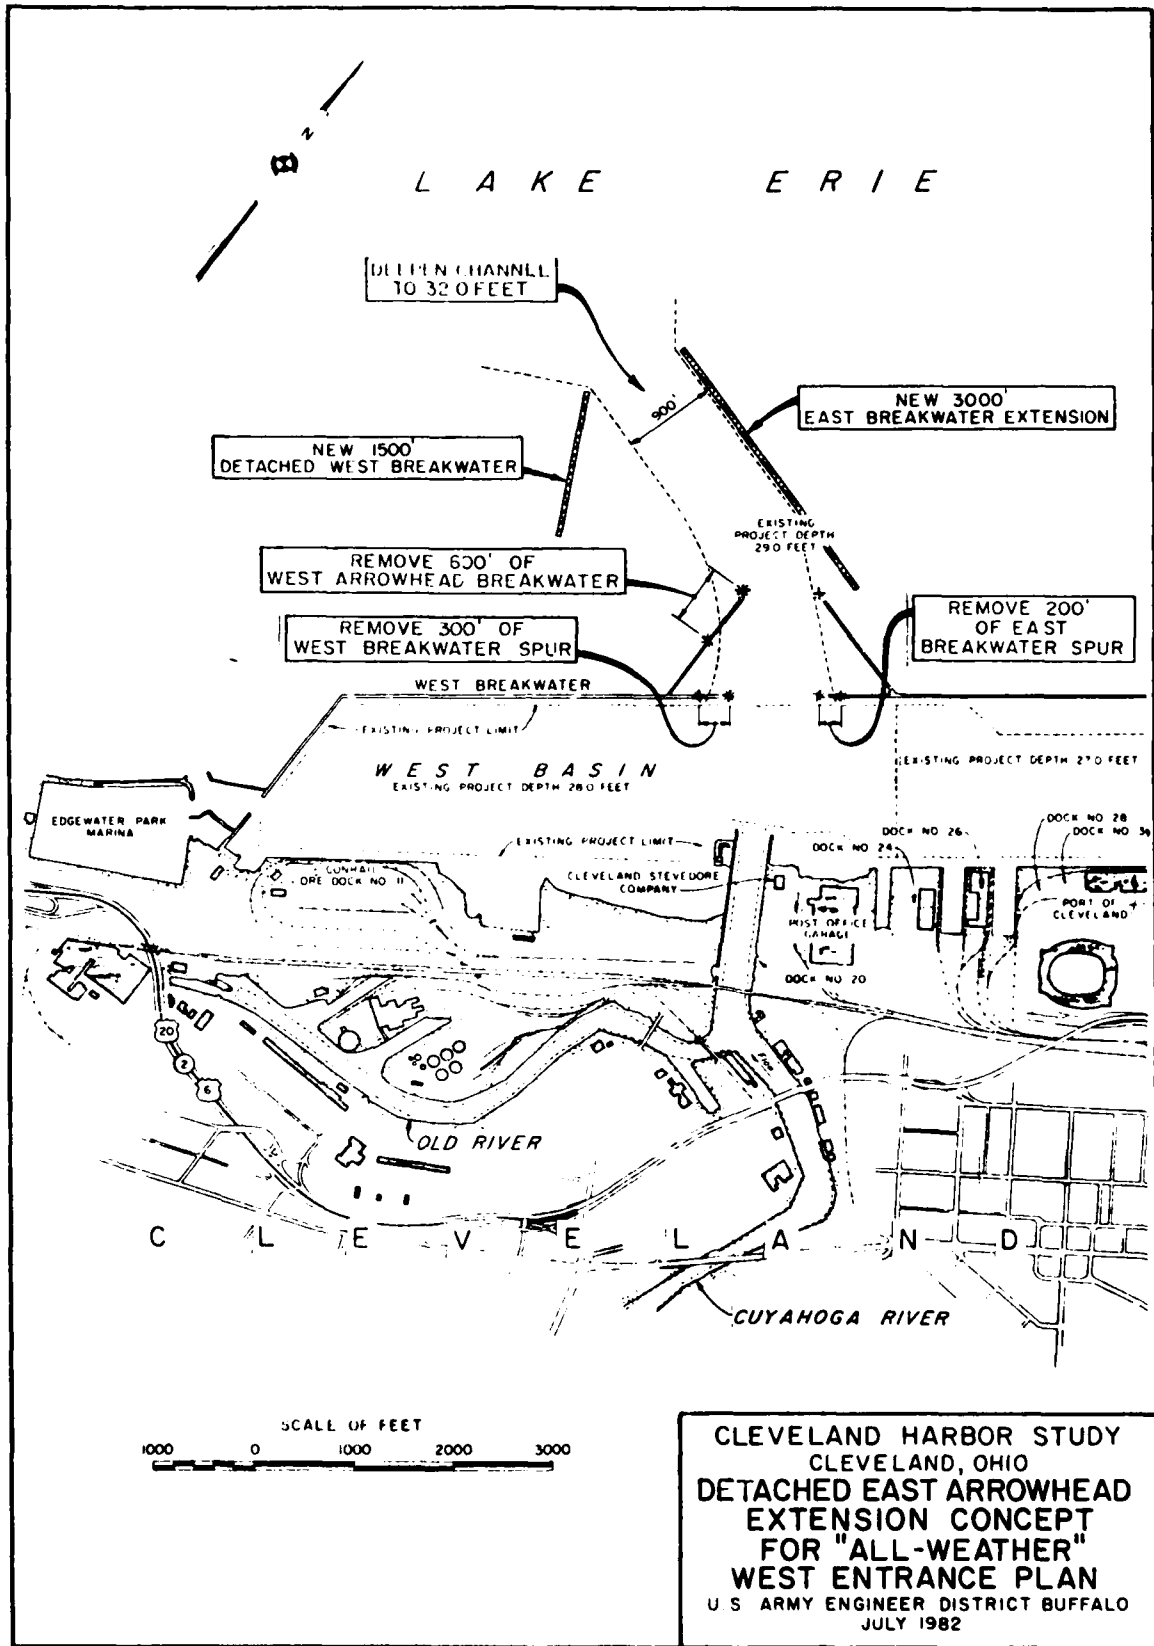 N
LAKE ERIE
DEEPEN CHANNEL
TO 32.0 FEET
900'
NEW 3000'
EAST BREAKWATER EXTENSION
NEW 1500'
DETACHED WEST BREAKWATER
EXISTING
PROJECT DEPTH
29.0 FEET
REMOVE 600' OF
WEST ARROWHEAD BREAKWATER
REMOVE 300' OF
WEST BREAKWATER SPUR
REMOVE 200'
OF EAST
BREAKWATER SPUR
WEST BREAKWATER
EXISTING PROJECT LIMIT
WEST BASIN
EXISTING PROJECT DEPTH 28.0 FEET
EXISTING PROJECT DEPTH 27.0 FEET
EDGEWATER PARK
MARINA
EXISTING PROJECT LIMIT
DOCK NO 28
DOCK NO 26
DOCK NO
DOCK NO 24
CONRAIL
ORE DOCK NO. 11
CLEVELAND STEVEDORE
COMPANY
POST OFFICE
GARAGE
PORT OF
CLEVELAND
DOCK NO 20
20
2
6
OLD RIVER
CLEVELAND
CUYAHOGA RIVER
SCALE OF FEET
1000 0 1000 2000 3000
CLEVELAND HARBOR STUDY
CLEVELAND, OHIO
DETACHED EAST ARROWHEAD
EXTENSION CONCEPT
FOR "ALL-WEATHER"
WEST ENTRANCE PLAN
U.S. ARMY ENGINEER DISTRICT BUFFALO
JULY 1982